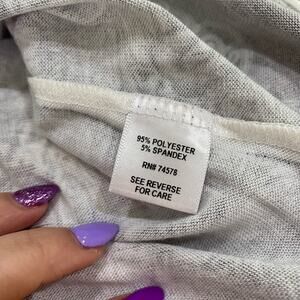 95% POLYESTER
5% SPANDEX
RN# 74578
SEE REVERSE
FOR CARE